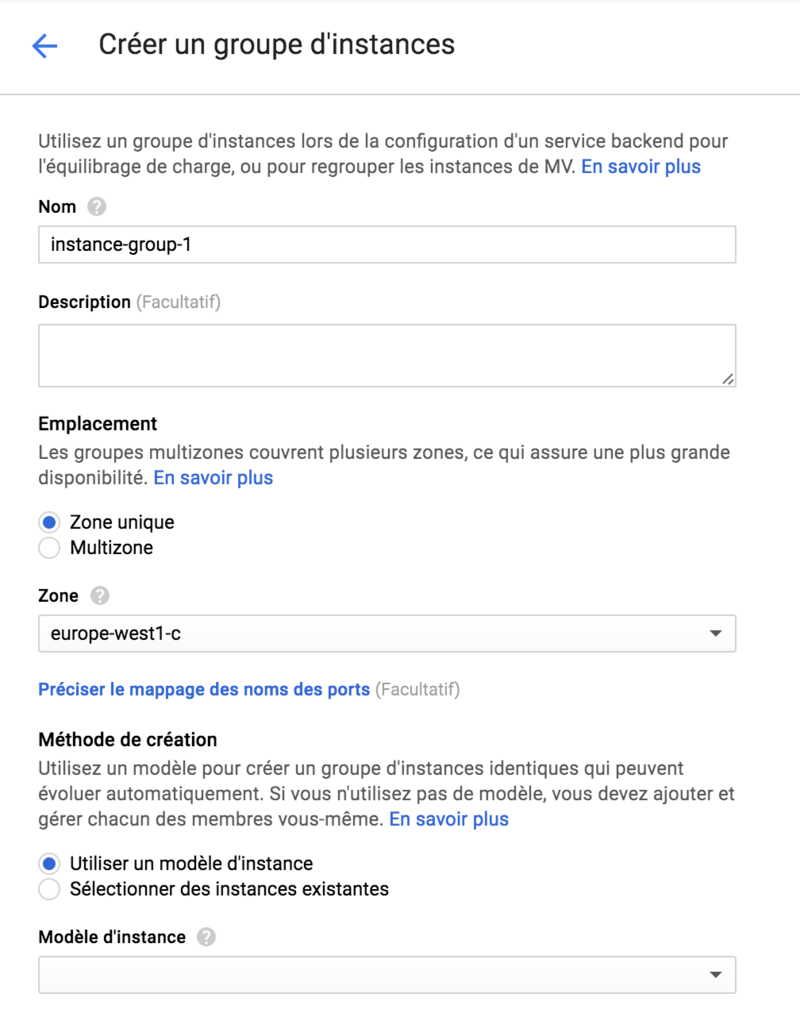 Créer un groupe d'instances
Utilisez un groupe d'instances lors de la configuration d'un service backend pour
l'équilibrage de charge, ou pour regrouper les instances de MV. En savoir plus
Nom ?
instance-group-1
Description (Facultatif)
Emplacement
Les groupes multizones couvrent plusieurs zones, ce qui assure une plus grande
disponibilité. En savoir plus
Zone unique
Multizone
Zone ?
europe-west1-c
Préciser le mappage des noms des ports (Facultatif)
Méthode de création
Utilisez un modèle pour créer un groupe d'instances identiques qui peuvent
évoluer automatiquement. Si vous n'utilisez pas de modèle, vous devez ajouter et
gérer chacun des membres vous-même. En savoir plus
Utiliser un modèle d'instance
Sélectionner des instances existantes
Modèle d'instance ?